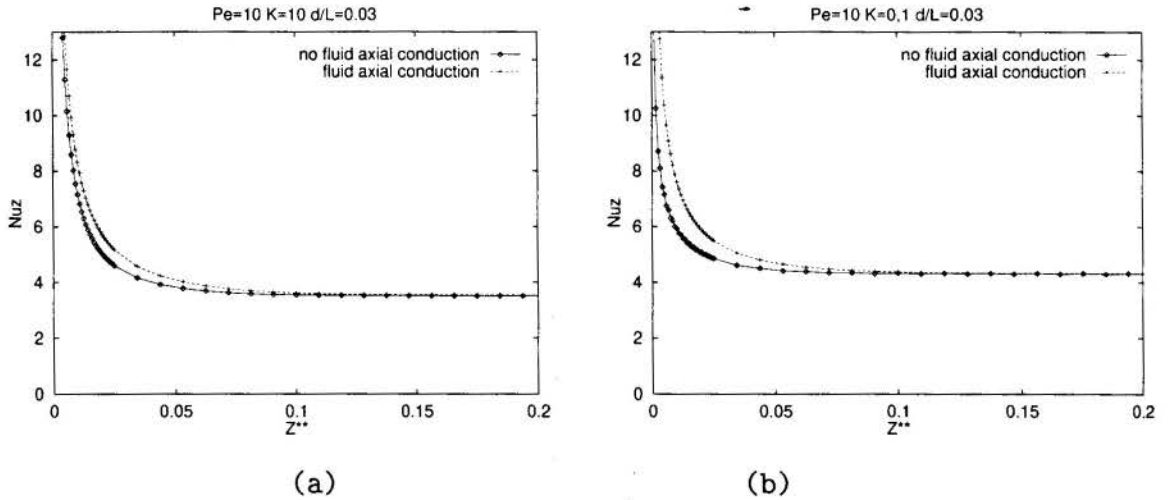 Pe=10 K=10 d/L=0.03
no fluid axial conduction
fluid axial conduction
12
10
8
6
4
2
0
Nuz
0
0.05
0.1
0.15
0.2
Z**
(a)
Pe=10 K=0,1 d/L=0.03
no fluid axial conduction
fluid axial conduction
12
10
8
6
4
2
0
Nuz
0
0.05
0.1
0.15
0.2
Z**
(b)